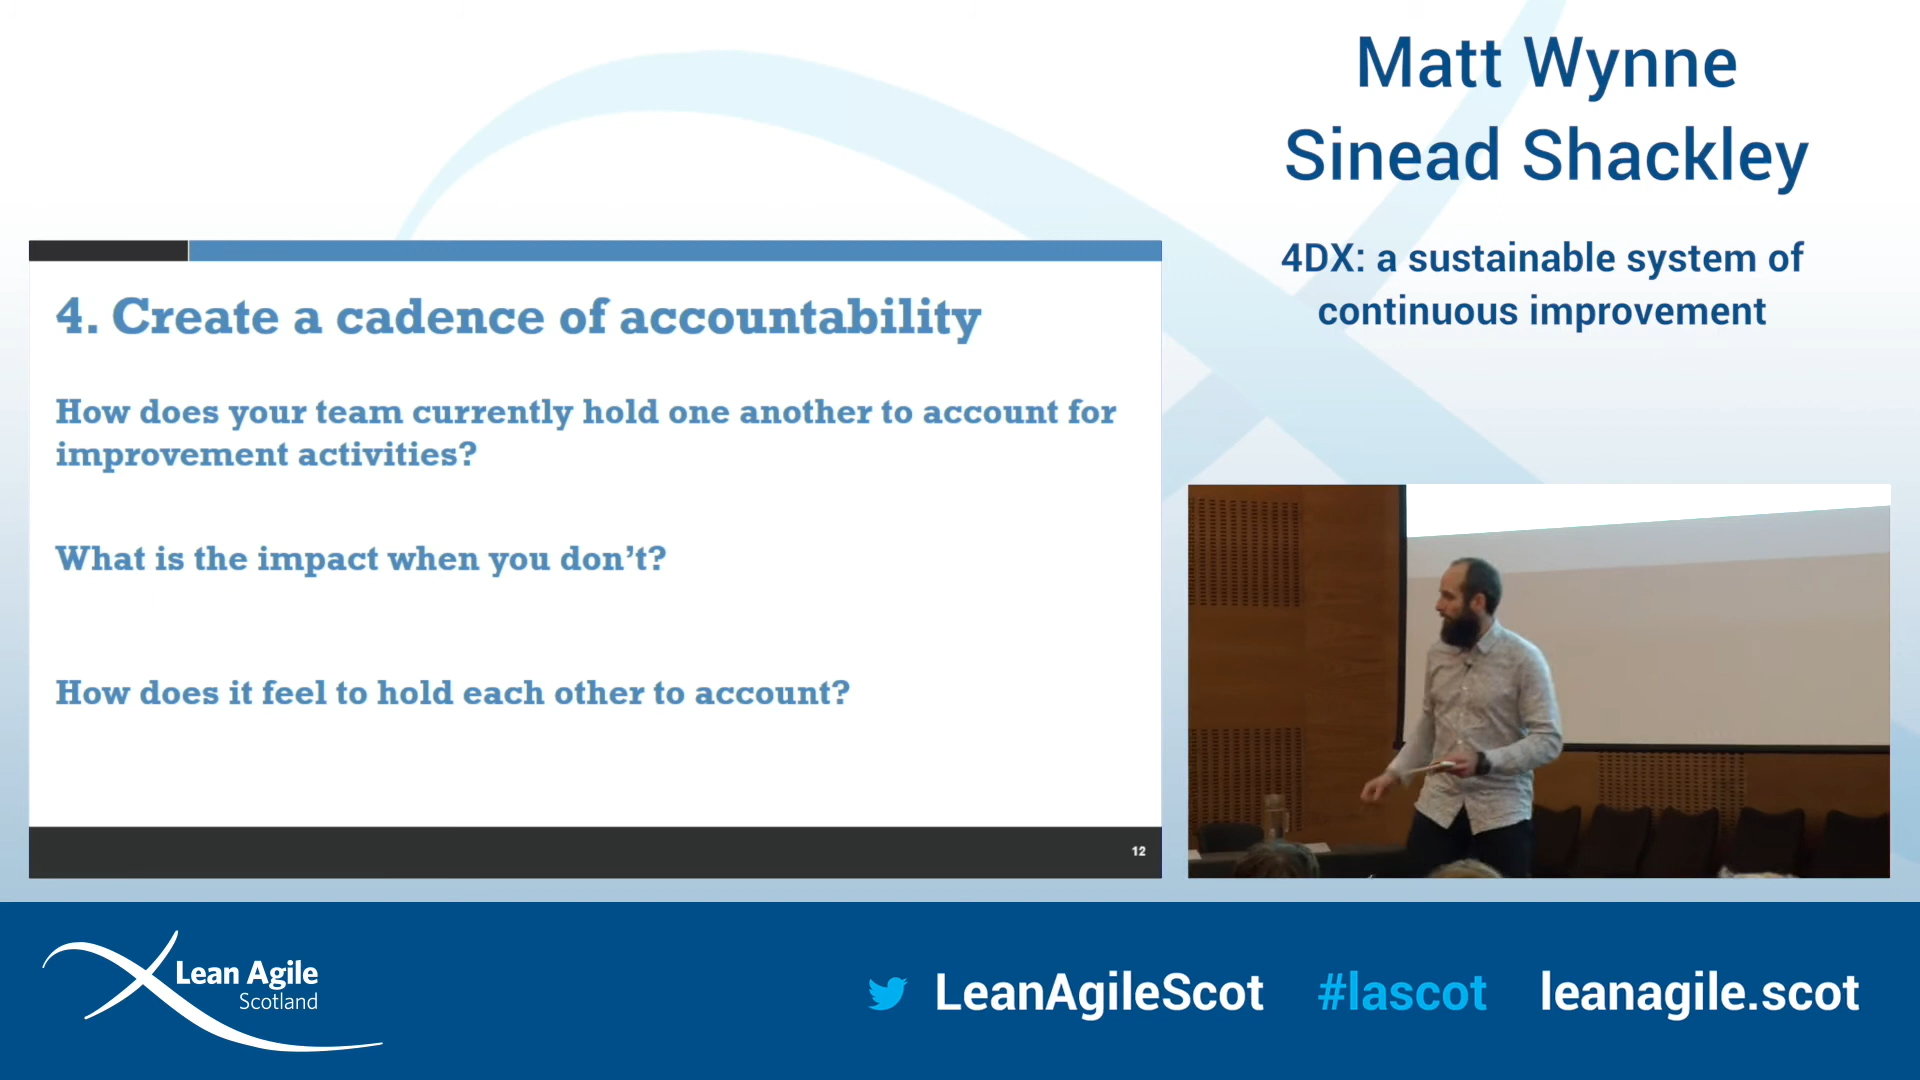 Matt Wynne
Sinead Shackley
4DX: a sustainable system of
continuous improvement
4. Create a cadence of accountability
How does your team currently hold one another to account for
improvement activities?
What is the impact when you don’t?
How does it feel to hold each other to account?
12
Lean Agile
Scotland
LeanAgileScot #lascot leanagile.scot